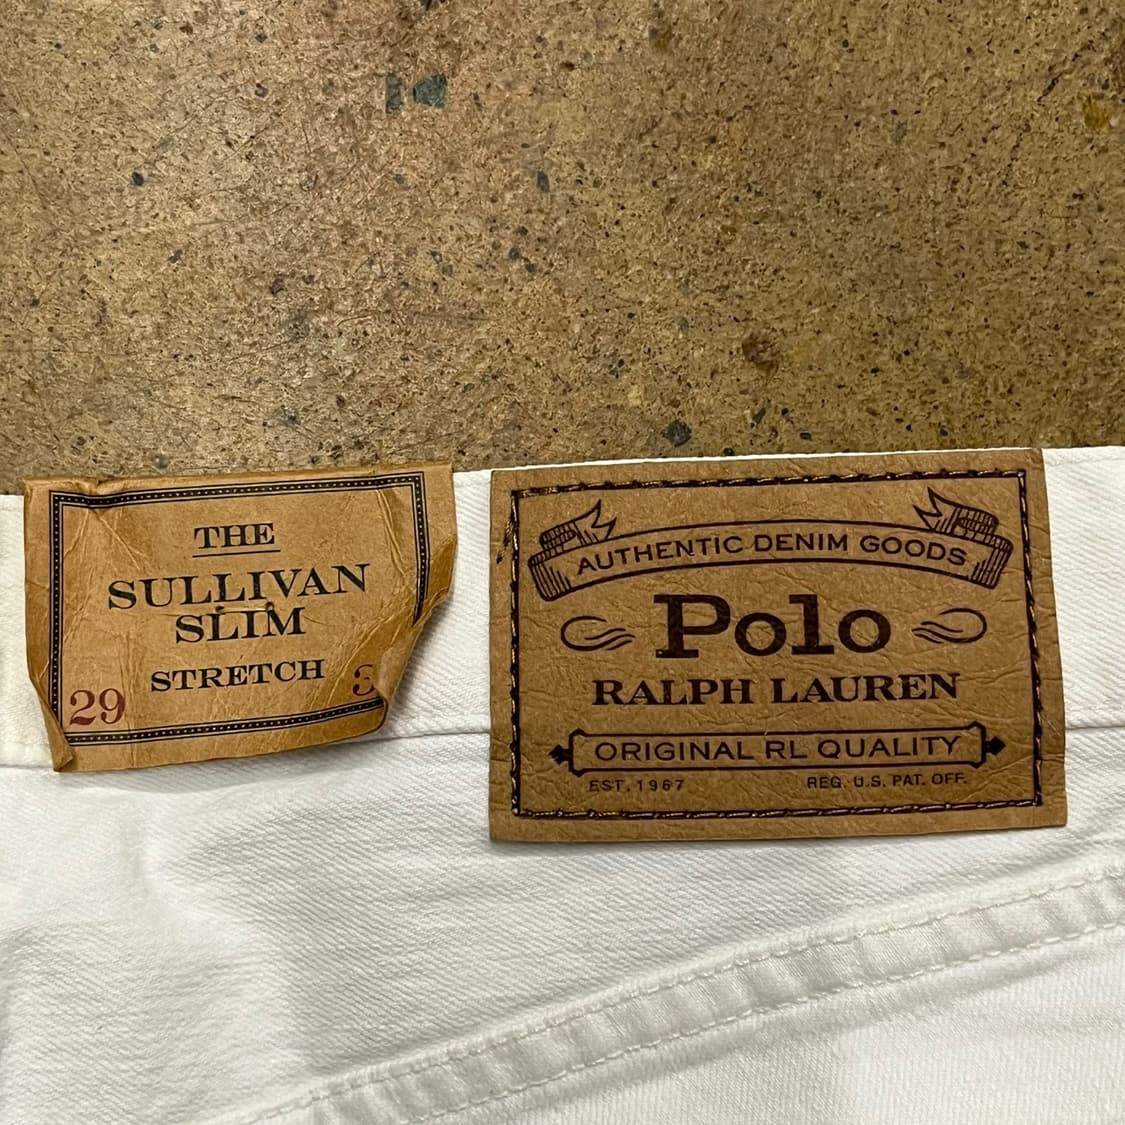 THE
SULLIVAN
SLIM
STRETCH
29 3
AUTHENTIC DENIM GOODS
Polo
RALPH LAUREN
ORIGINAL RL QUALITY
EST. 1967 REG. U.S. PAT. OFF.